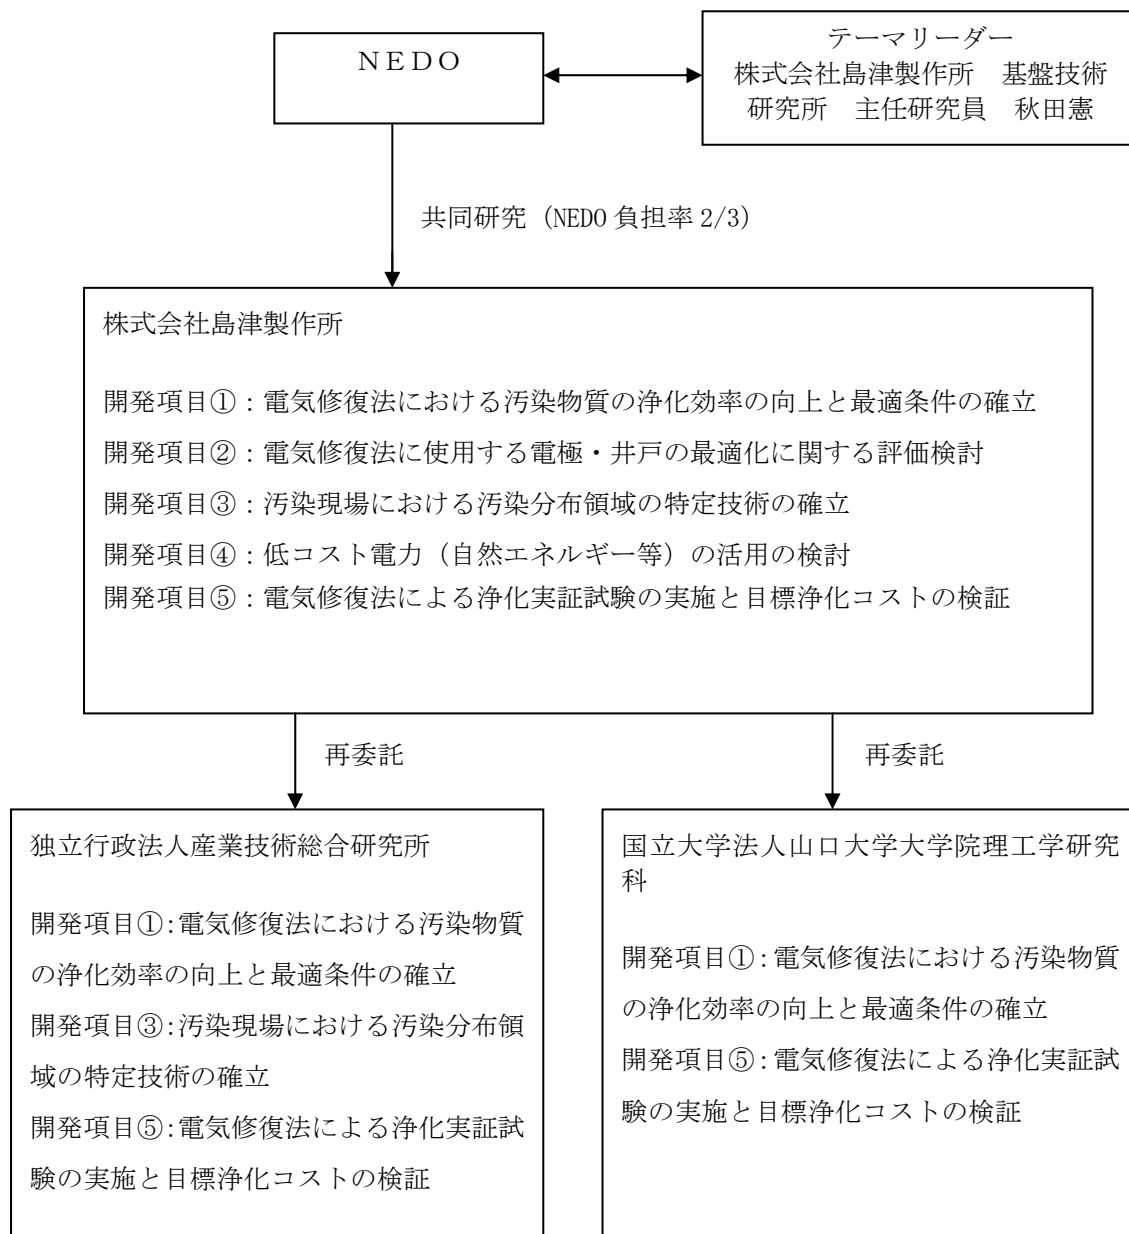 ＮＥＤＯ
テーマリーダー
株式会社島津製作所　基盤技術
研究所　主任研究員　秋田憲
共同研究（NEDO 負担率 2/3）
株式会社島津製作所
開発項目①：電気修復法における汚染物質の浄化効率の向上と最適条件の確立
開発項目②：電気修復法に使用する電極・井戸の最適化に関する評価検討
開発項目③：汚染現場における汚染分布領域の特定技術の確立
開発項目④：低コスト電力（自然エネルギー等）の活用の検討
開発項目⑤：電気修復法による浄化実証試験の実施と目標浄化コストの検証
再委託
再委託
独立行政法人産業技術総合研究所
開発項目①:電気修復法における汚染物質
の浄化効率の向上と最適条件の確立
開発項目③:汚染現場における汚染分布領
域の特定技術の確立
開発項目⑤:電気修復法による浄化実証試
験の実施と目標浄化コストの検証
国立大学法人山口大学大学院理工学研究
科
開発項目①:電気修復法における汚染物質
の浄化効率の向上と最適条件の確立
開発項目⑤:電気修復法による浄化実証試
験の実施と目標浄化コストの検証